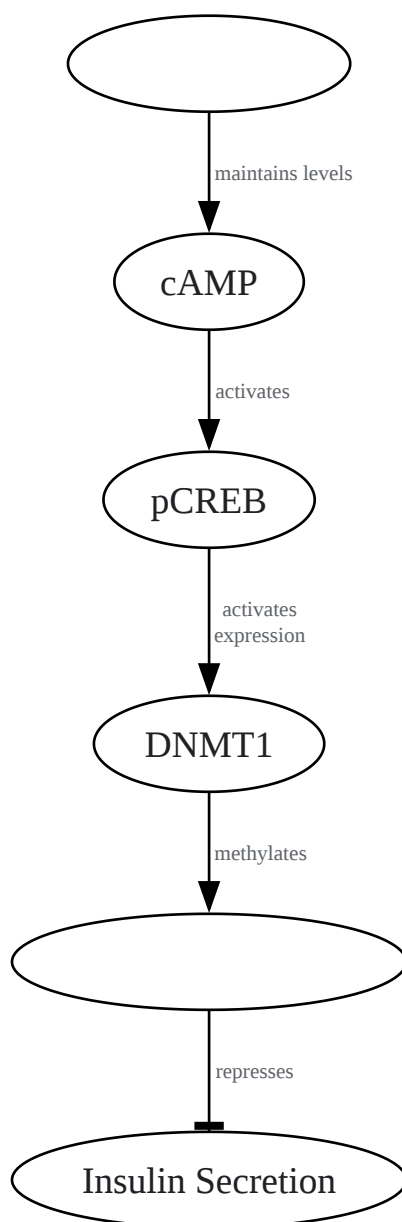 maintains levels
cAMP
activates
pCREB
activates
expression
DNMT1
methylates
represses
Insulin Secretion